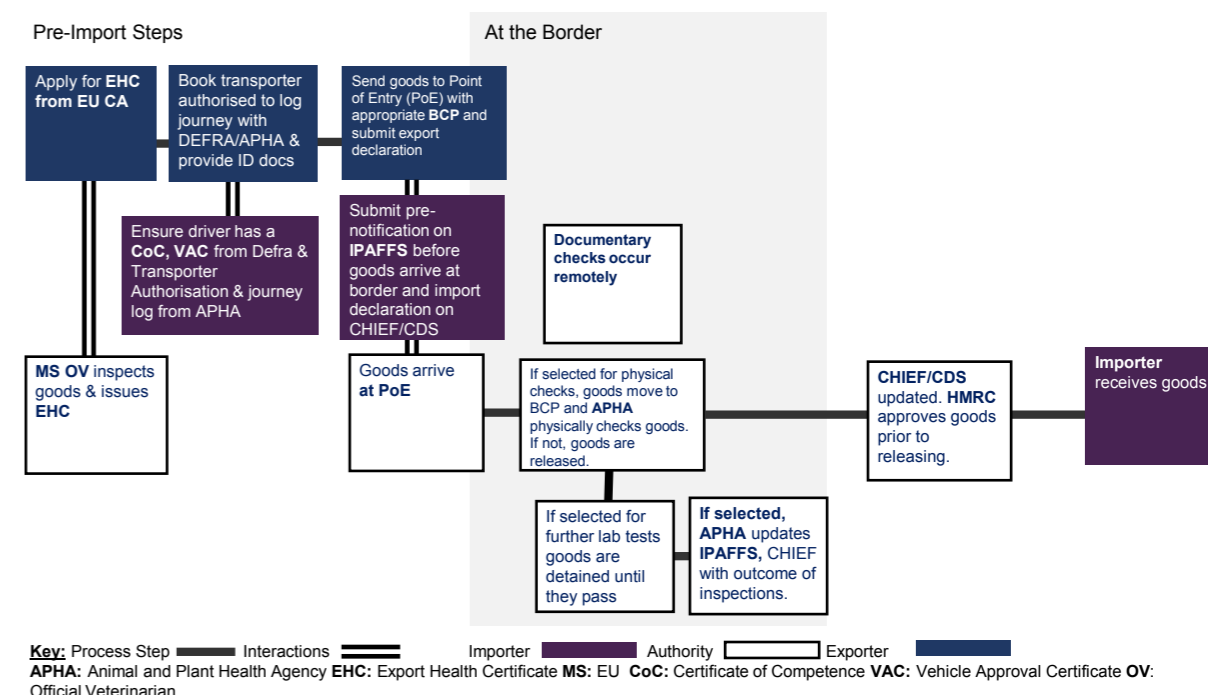 Pre-Import Steps
At the Border
Apply for EHC
from EU CA
Book transporter
authorised to log
journey with
DEFRA/APHA &
provide ID docs
Send goods to Point
of Entry (PoE) with
appropriate BCP and
submit export
declaration
Ensure driver has a
CoC, VAC from Defra &
Transporter
Authorisation & journey
log from APHA
Submit pre-
notification on
IPAFFS before
goods arrive at
border and import
declaration on
CHIEF/CDS
Documentary
checks occur
remotely
MS OV inspects
goods & issues
EHC
Goods arrive
at PoE
If selected for physical
checks, goods move to
BCP and APHA
physically checks goods.
If not, goods are
released.
CHIEF/CDS
updated. HMRC
approves goods
prior to
releasing.
Importer
receives goods
If selected for
further lab tests
goods are
detained until
they pass
If selected,
APHA updates
IPAFFS, CHIEF
with outcome of
inspections.
Key: Process Step Interactions Importer Authority Exporter
APHA: Animal and Plant Health Agency EHC: Export Health Certificate MS: EU CoC: Certificate of Competence VAC: Vehicle Approval Certificate OV:
Official Veterinarian